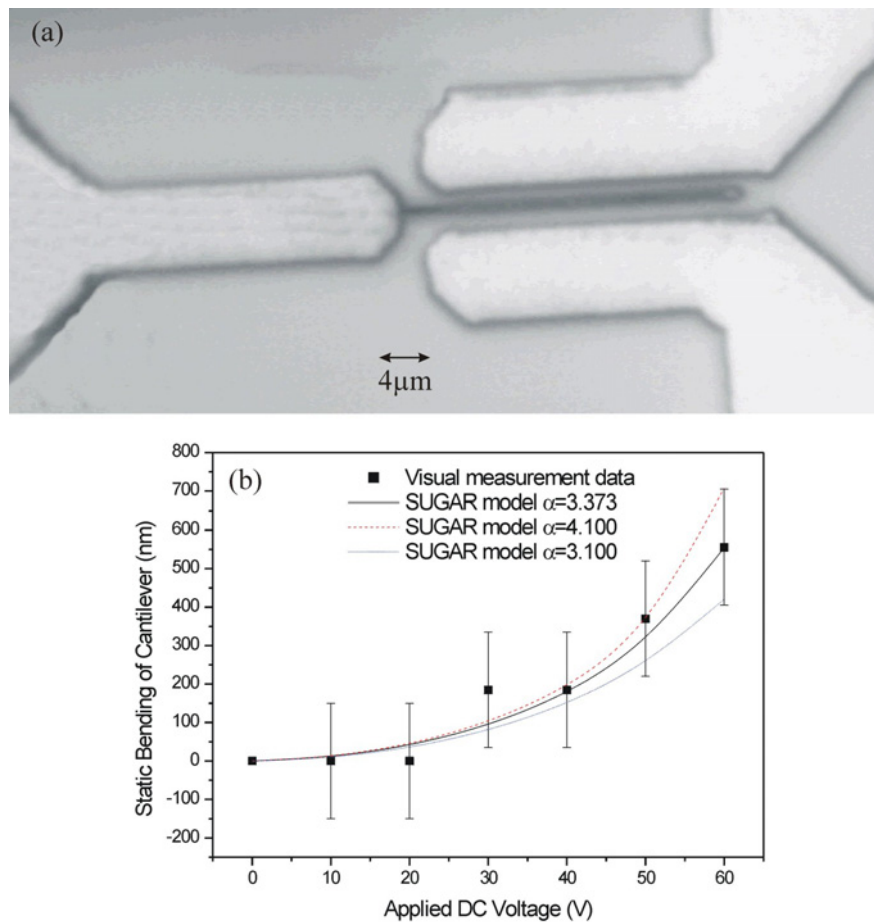 (a)
4μm
(b)
Visual measurement data
SUGAR model α=3.373
SUGAR model α=4.100
SUGAR model α=3.100
800
700
600
500
400
300
200
100
0
-100
-200
Static Bending of Cantilever (nm)
0 10 20 30 40 50 60
Applied DC Voltage (V)